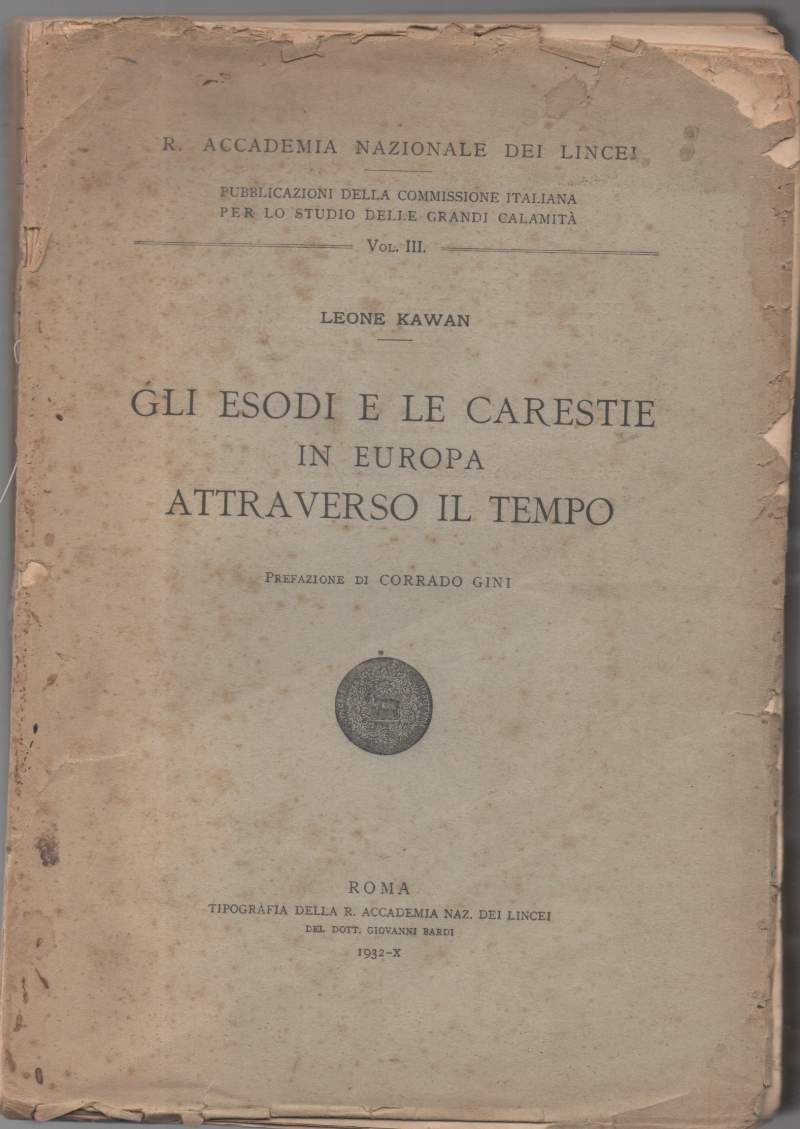 R. ACCADEMIA NAZIONALE DEI LINCEI
PUBBLICAZIONI DELLA COMMISSIONE ITALIANA
PER LO STUDIO DELLE GRANDI CALAMITÀ
VOL. III.
LEONE KAWAN
GLI ESODI E LE CARESTIE
IN EUROPA
ATTRAVERSO IL TEMPO
PREFAZIONE DI CORRADO GINI
ROMA
TIPOGRAFIA DELLA R. ACCADEMIA NAZ. DEI LINCEI
DEL DOTT. GIOVANNI BARDI
1932-X